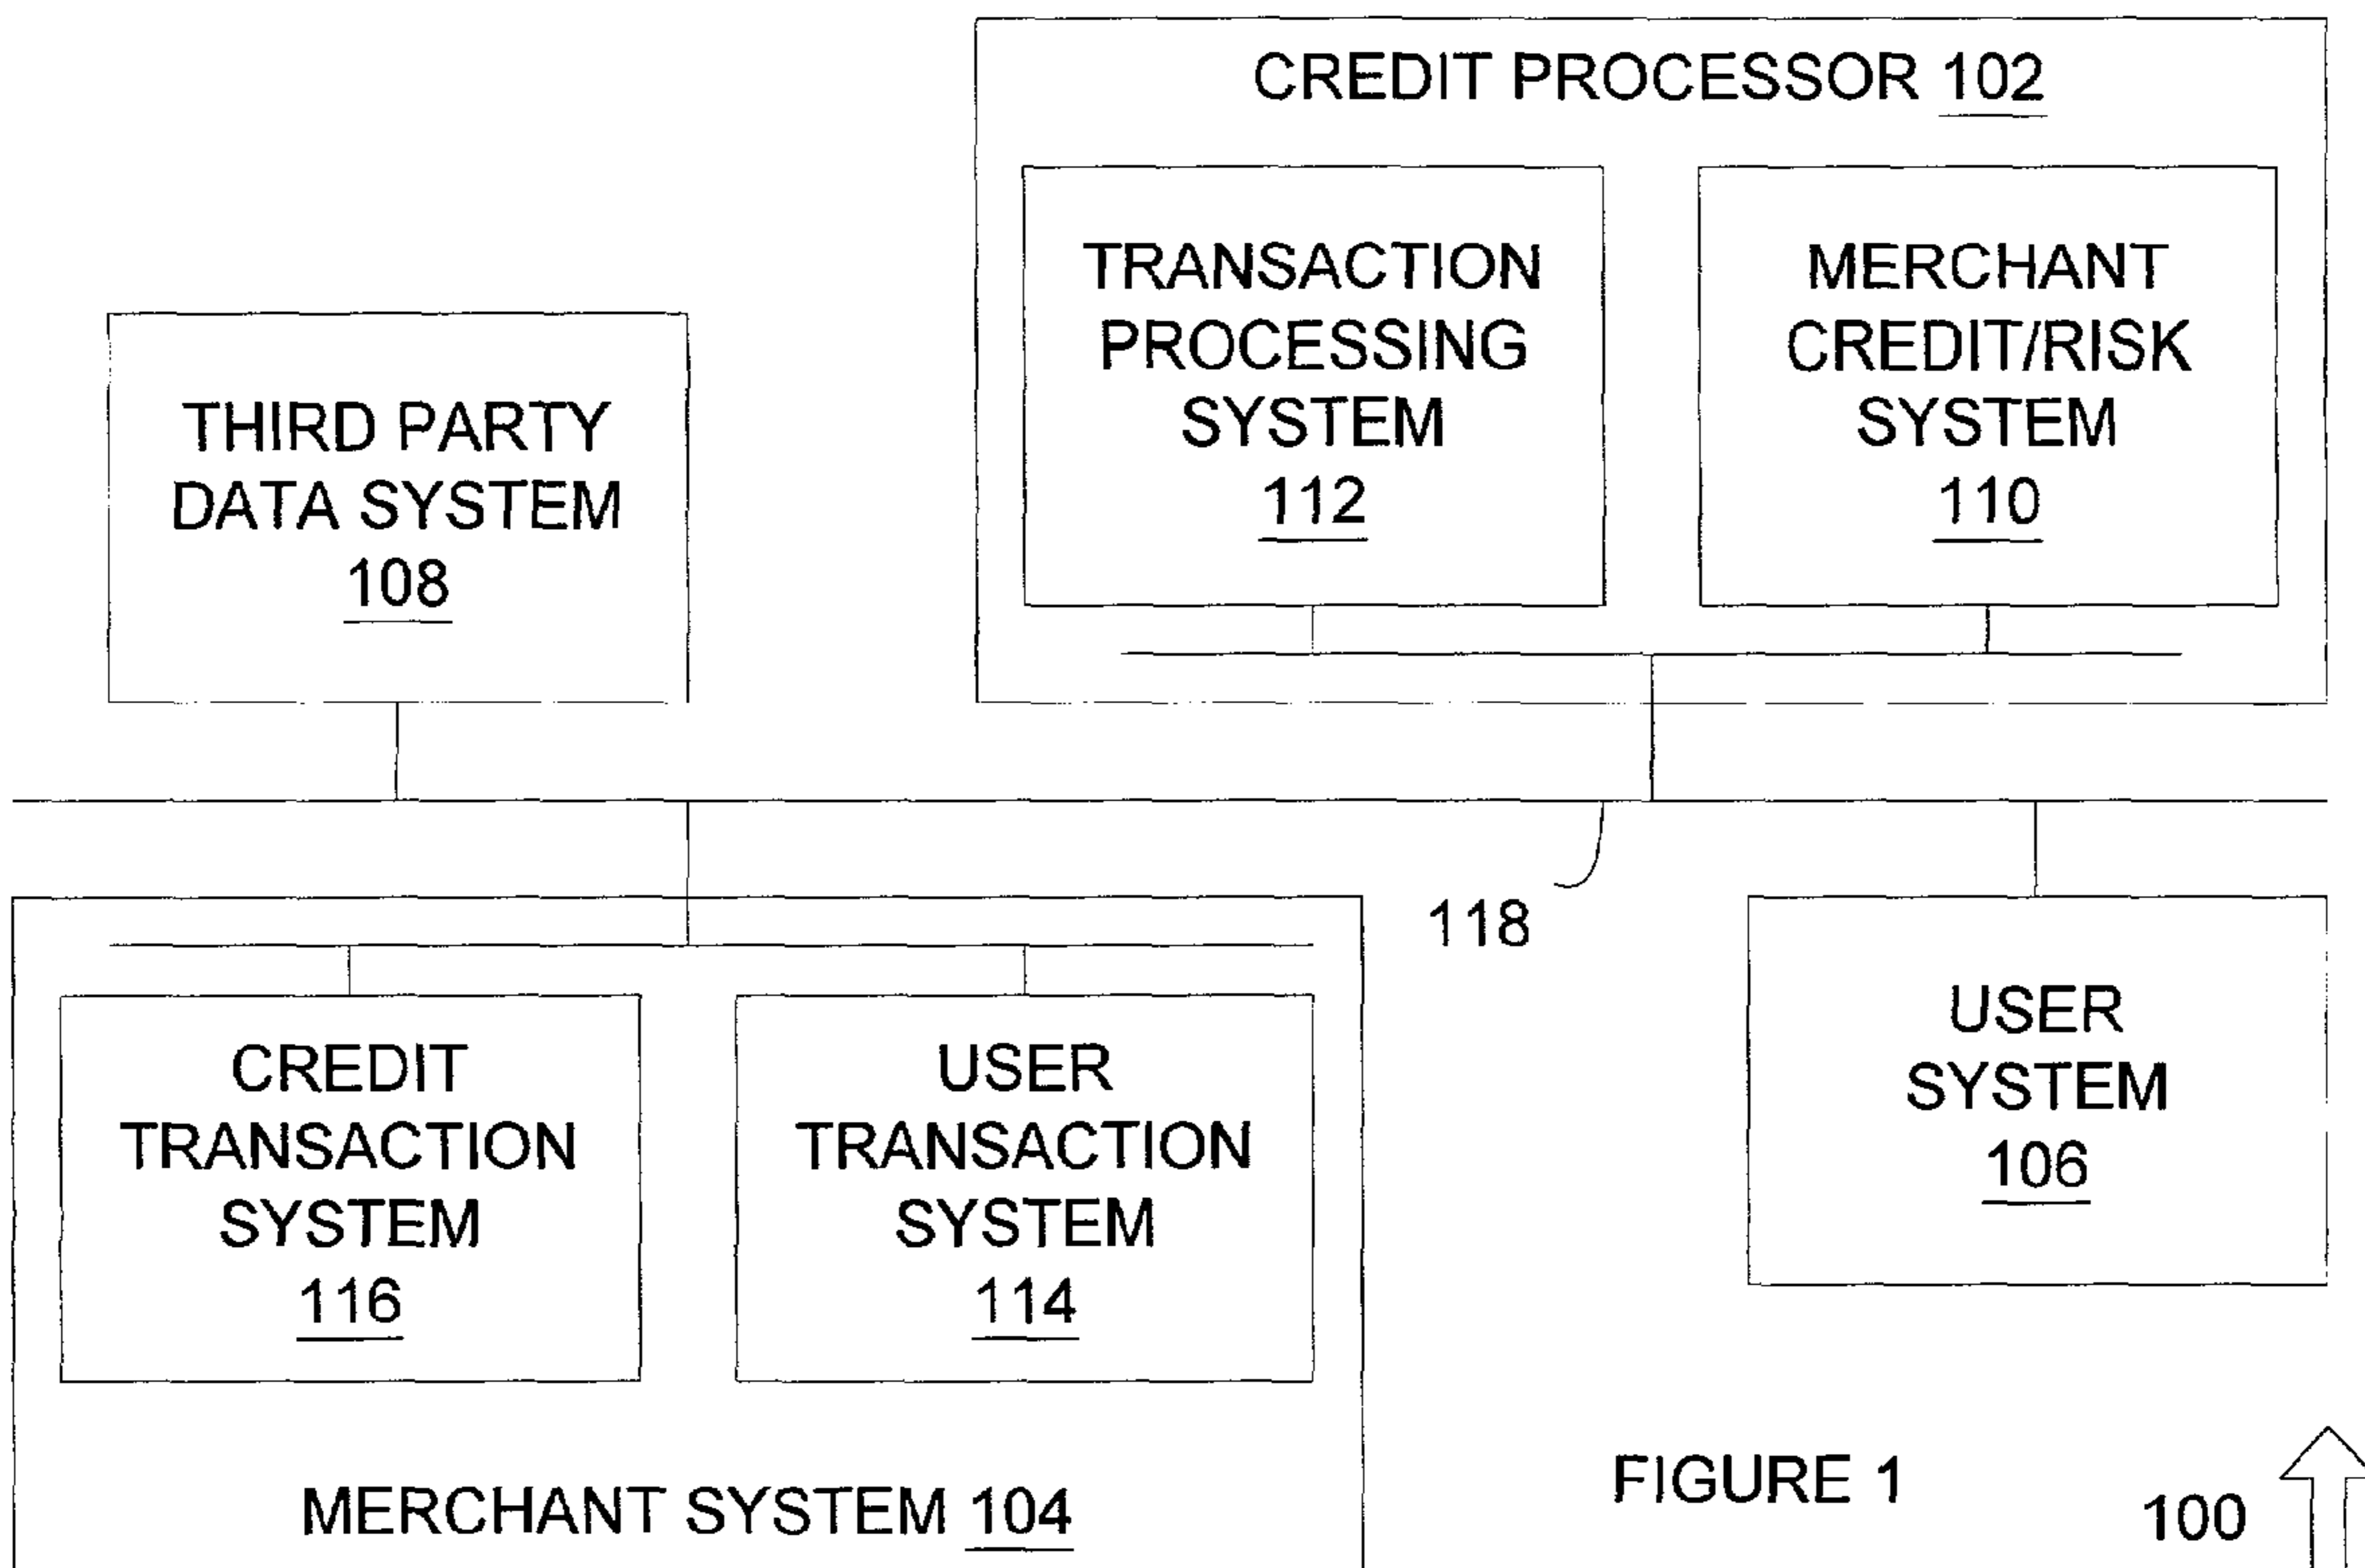 CREDIT PROCESSOR 102
TRANSACTION
PROCESSING
SYSTEM
112
MERCHANT
CREDIT/RISK
SYSTEM
110
THIRD PARTY
DATA SYSTEM
108
118
CREDIT
TRANSACTION
SYSTEM
116
USER
TRANSACTION
SYSTEM
114
USER
SYSTEM
106
MERCHANT SYSTEM 104
FIGURE 1
100